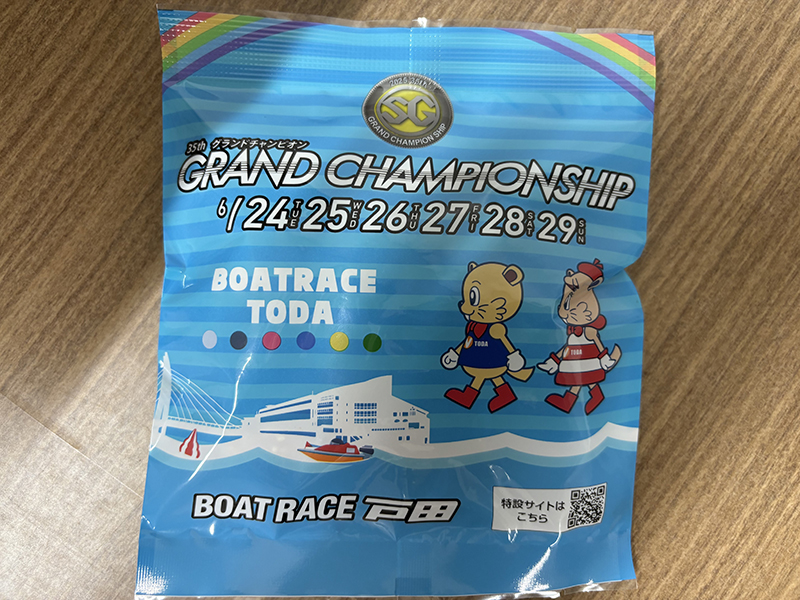 SG
GRAND CHAMPIONSHIP
35th グランドチャンピオン
GRAND CHAMPIONSHIP
6/24 TUE 25 WED 26 THU 27 FRI 28 SAT 29 SUN
BOATRACE
TODA
TODA
TODA
BOAT RACE 戸田
特設サイトは
こちら